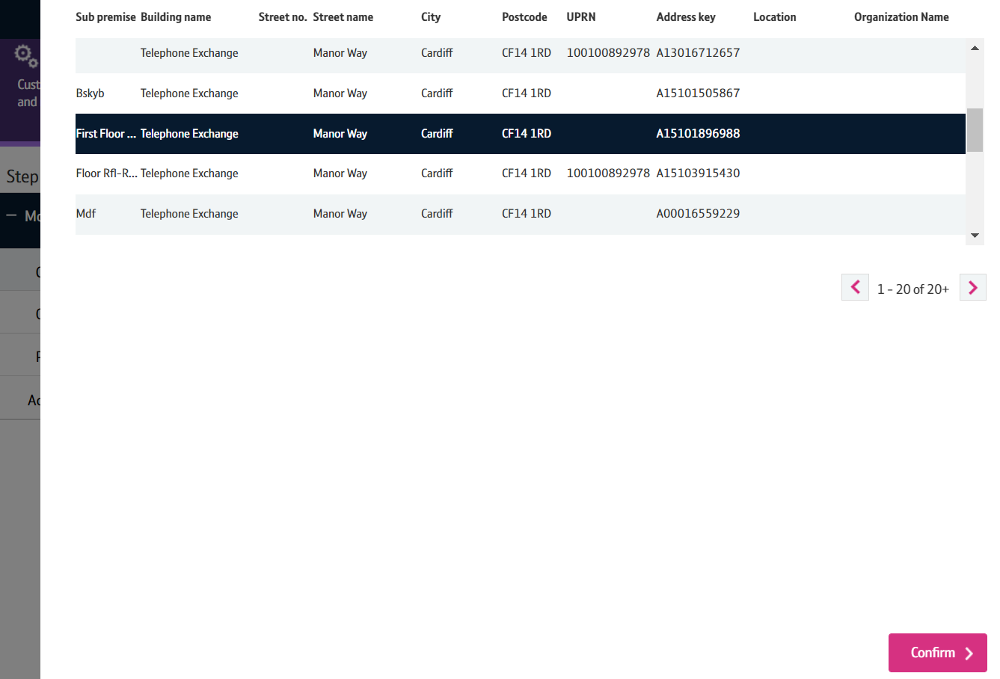 Sub premise Building name Street no. Street name City Postcode UPRN Address key Location Organization Name
Telephone Exchange Manor Way Cardiff CF14 1RD 100100892978 A13016712657
Bskyb Telephone Exchange Manor Way Cardiff CF14 1RD A15101505867
First Floor ... Telephone Exchange Manor Way Cardiff CF14 1RD A15101896988
Floor Rfl-R... Telephone Exchange Manor Way Cardiff CF14 1RD 100100892978 A15103915430
Mdf Telephone Exchange Manor Way Cardiff CF14 1RD A00016559229
1 - 20 of 20+
Confirm
Cust
and
Step